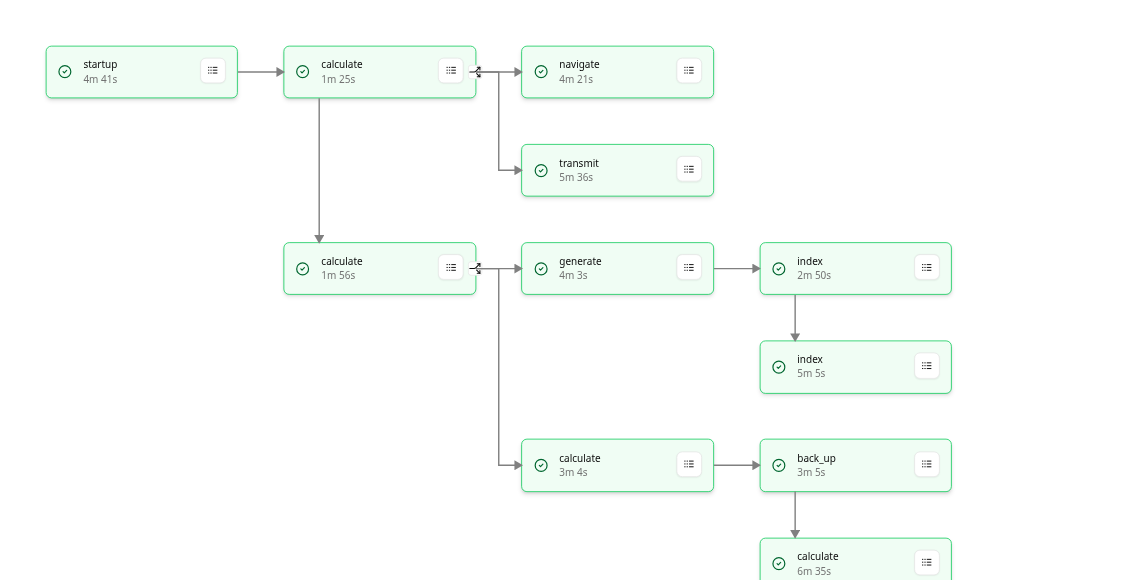 startup
4m 41s
calculate
1m 25s
navigate
4m 21s
transmit
5m 36s
calculate
1m 56s
generate
4m 3s
index
2m 50s
index
5m 5s
calculate
3m 4s
back_up
3m 5s
calculate
6m 35s